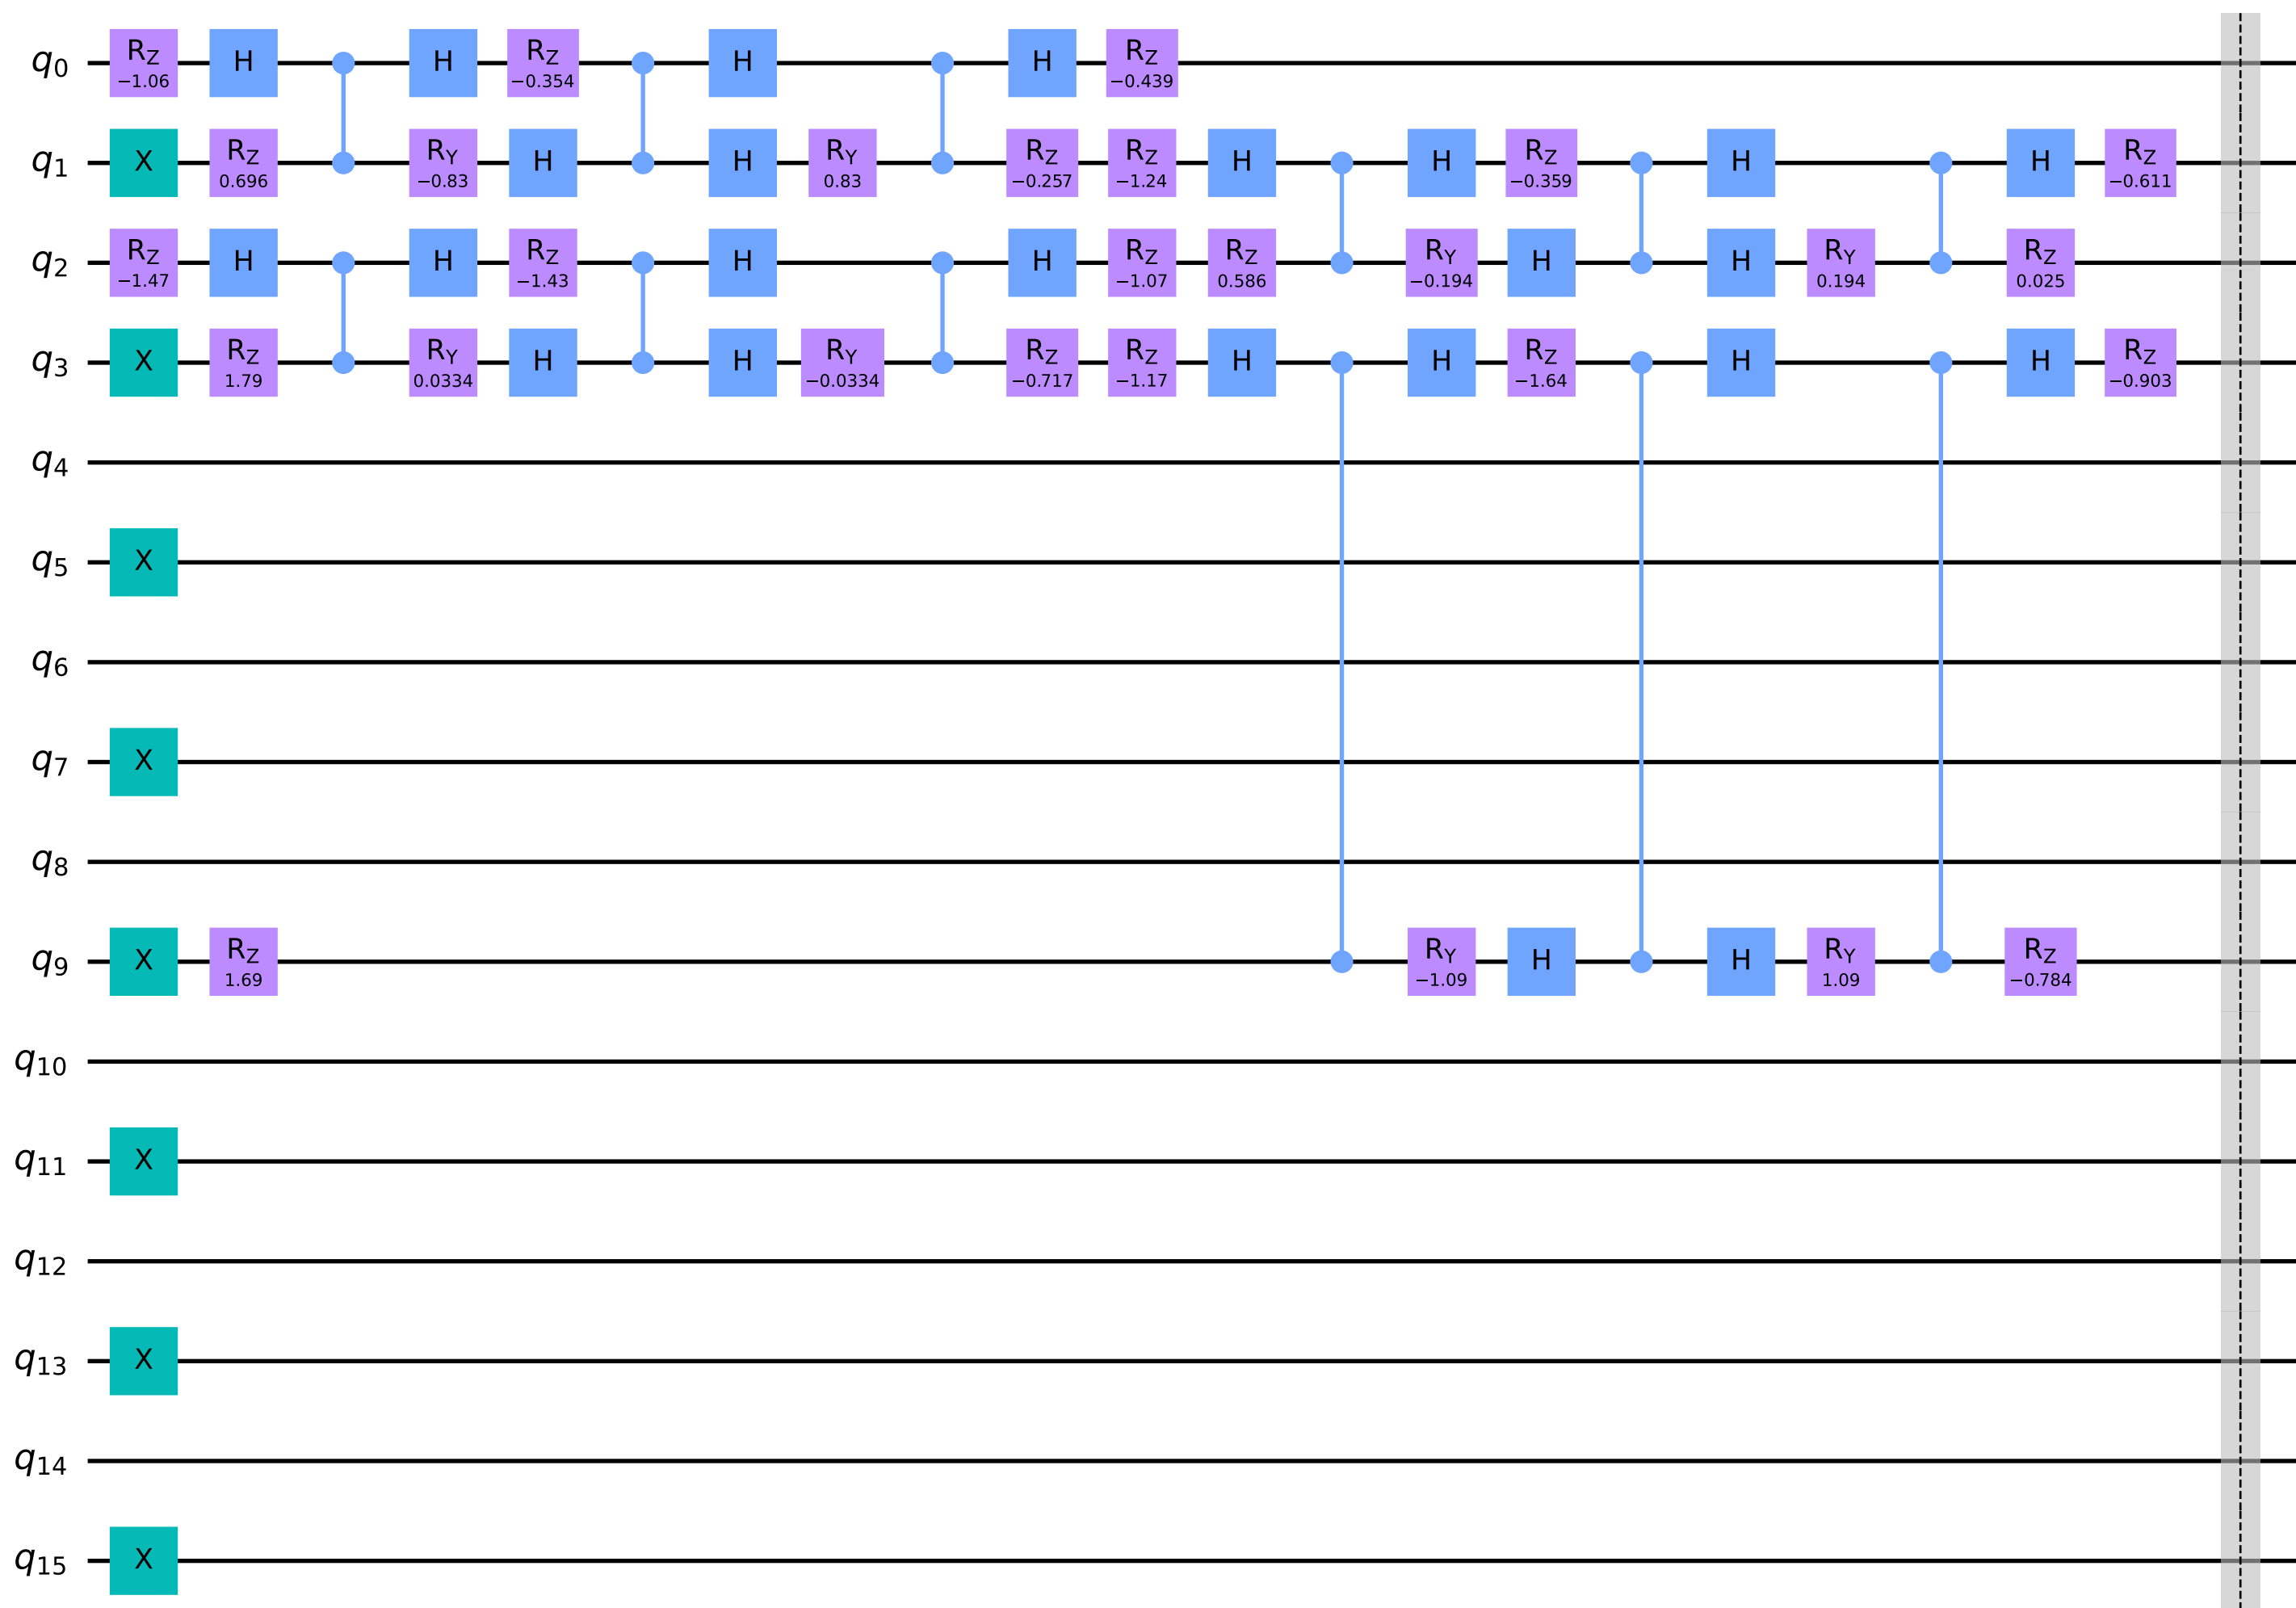 q0 RZ −1.06 H H RZ −0.354 H H RZ −0.439
q1 X RZ 0.696 RY −0.83 H H RY 0.83 RZ −0.257 RZ −1.24 H H RZ −0.359 H H RZ −0.611
q2 RZ −1.47 H H RZ −1.43 H H RZ −1.07 RZ 0.586 RY −0.194 H H RY 0.194 RZ 0.025
q3 X RZ 1.79 RY 0.0334 H H RY −0.0334 RZ −0.717 RZ −1.17 H H RZ −1.64 H H RZ −0.903
q4
q5 X
q6
q7 X
q8
q9 X RZ 1.69 RY −1.09 H H RY 1.09 RZ −0.784
q10
q11 X
q12
q13 X
q14
q15 X